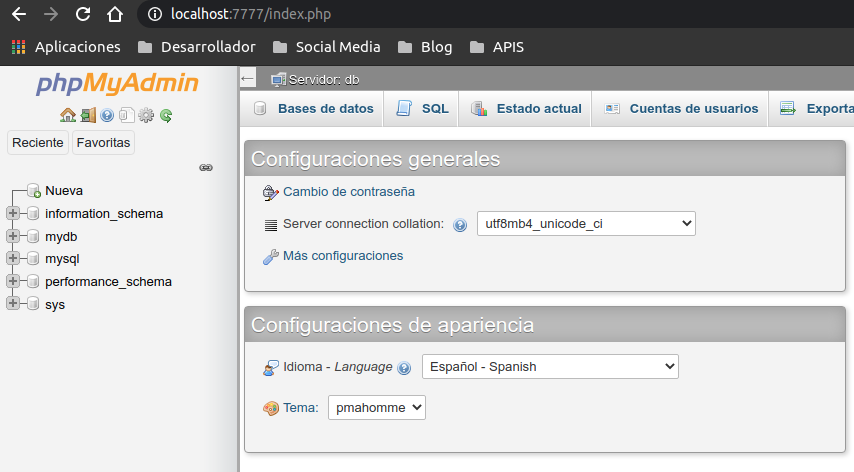 localhost:7777/index.php
Aplicaciones Desarrollador Social Media Blog APIS
phpMyAdmin
Reciente Favoritas
Nueva
information_schema
mydb
mysql
performance_schema
sys
Servidor: db
Bases de datos SQL Estado actual Cuentas de usuarios Exporta
Configuraciones generales
Cambio de contraseña
Server connection collation: utf8mb4_unicode_ci
Más configuraciones
Configuraciones de apariencia
Idioma - Language Español - Spanish
Tema: pmahomme